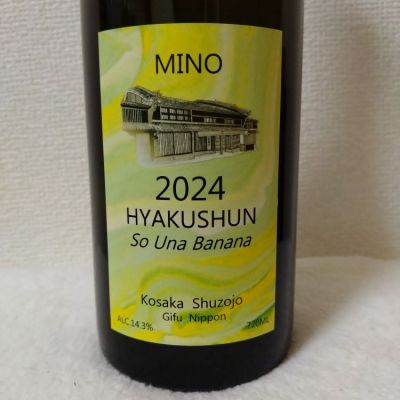 MINO
2024
HYAKUSHUN
So Una Banana
Kosaka Shuzojo
Gifu Nippon
ALC 14.3%
720ML